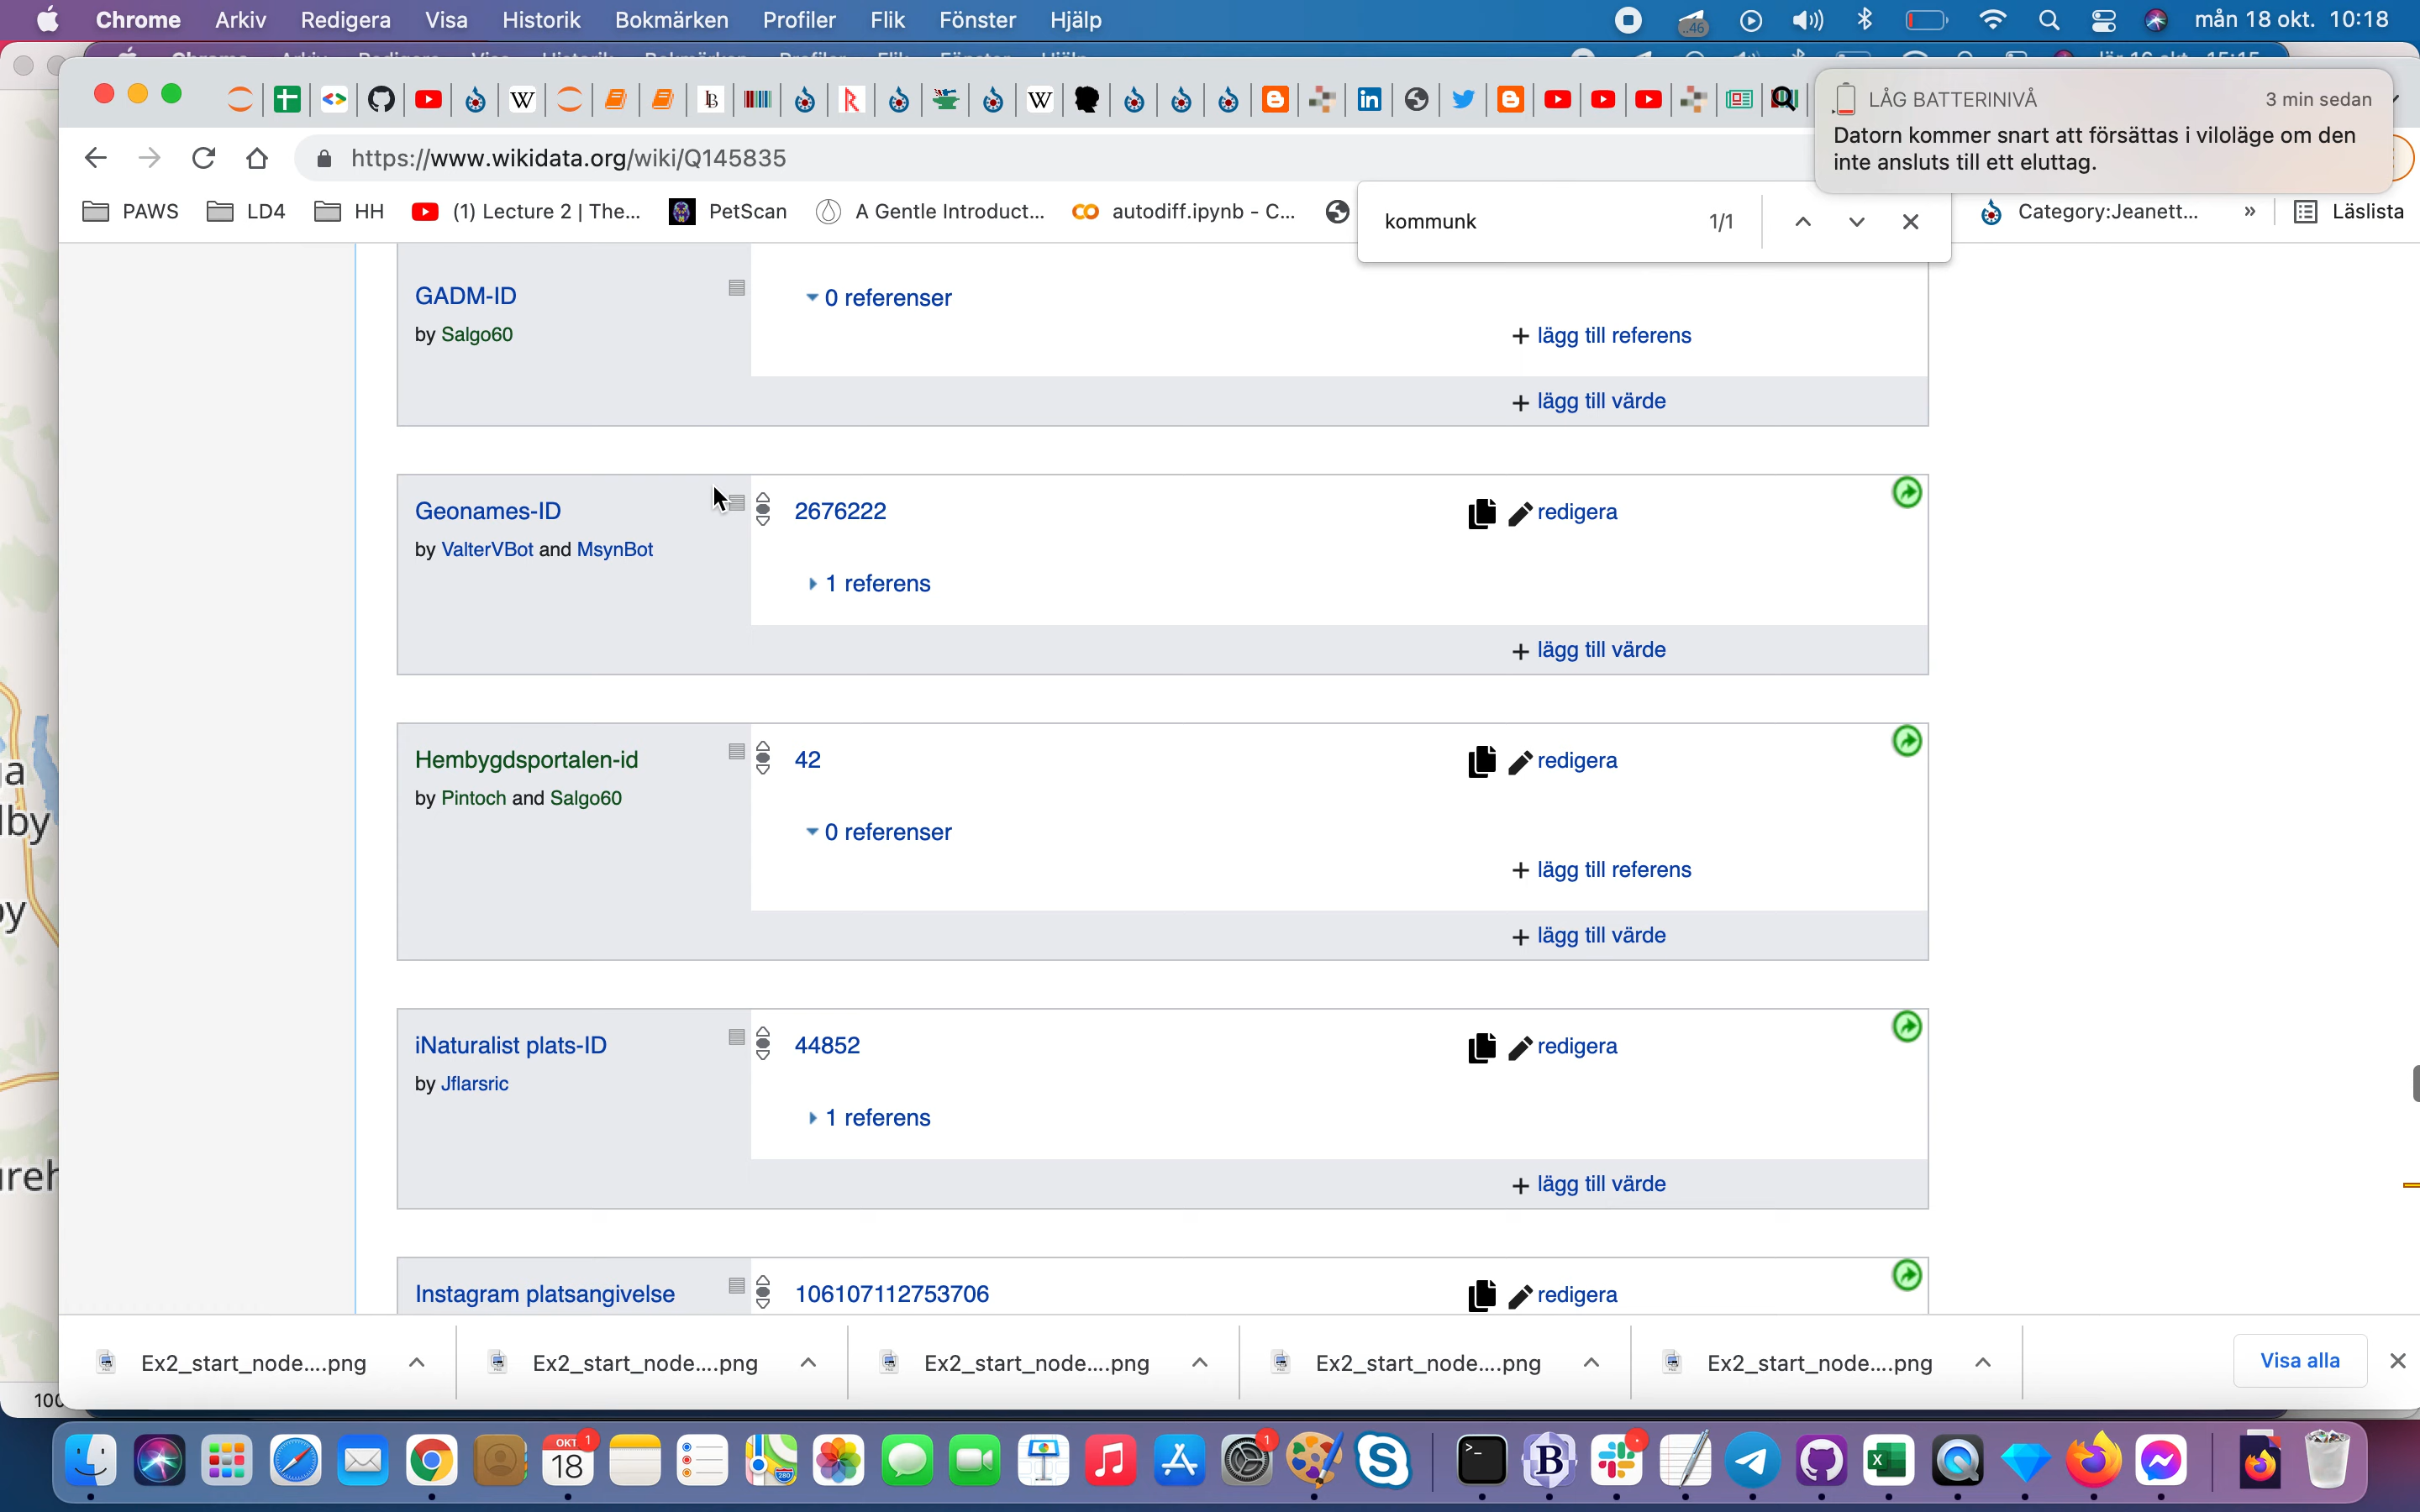 Chrome Arkiv Redigera Visa Historik Bokmärken Profiler Flik Fönster Hjälp
..46
mån 18 okt. 10:18
LÅG BATTERINIVÅ 3 min sedan
Datorn kommer snart att försättas i viloläge om den
inte ansluts till ett eluttag.
https://www.wikidata.org/wiki/Q145835
PAWS LD4 HH (1) Lecture 2 | The... PetScan A Gentle Introduct... autodiff.ipynb - C...
kommunk 1/1
Category:Jeanett... » Läslista
GADM-ID
by Salgo60
0 referenser
+ lägg till referens
+ lägg till värde
Geonames-ID
by ValterVBot and MsynBot
2676222
redigera
1 referens
+ lägg till värde
Hembygdsportalen-id
by Pintoch and Salgo60
42
redigera
0 referenser
+ lägg till referens
+ lägg till värde
iNaturalist plats-ID
by Jflarsric
44852
redigera
1 referens
+ lägg till värde
Instagram platsangivelse
106107112753706
redigera
Ex2_start_node....png Ex2_start_node....png Ex2_start_node....png Ex2_start_node....png Ex2_start_node....png Visa alla
OKT 1
18
1
280